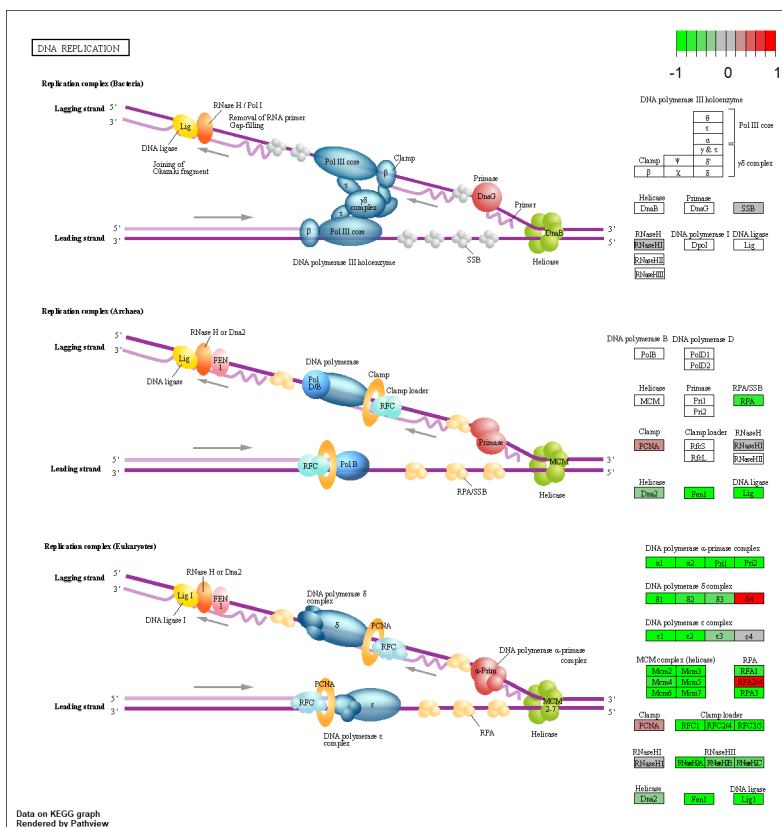 DNA REPLICATION
-1 0 1
Replication complex (Bacteria)
Lagging strand
5'
3'
RNase H / Pol I
Removal of RNA primer
Gap-filling
Lig
DNA ligase
Joining of
Okazaki fragment
Pol III core
Clamp
β
τ
γδ
complex
τ
Primase
DnaG
Primer
5'
3'
Leading strand
β
Pol III core
DnaB
3'
5'
DNA polymerase III holoenzyme
SSB
Helicase
DNA polymerase III holoenzyme
θ
ε
α
γ & τ
Pol III core
Clamp Ψ δ'
β χ δ
γδ complex
Helicase Primase
DnaB DnaG SSB
RNaseH DNA polymerase I DNA ligase
RNaseHI DpoI Lig
RNaseHII
RNaseHIII
Replication complex (Archaea)
Lagging strand
5'
3'
RNase H or Dna2
Lig
FEN
1
DNA ligase
DNA polymerase
Pol
D/B
Clamp
Clamp loader
RFC
Primase
5'
3'
Leading strand
RFC
Pol B
MCM
3'
5'
RPA/SSB
Helicase
DNA polymerase B DNA polymerase D
PolB PolD1
PolD2
Helicase Primase RPA/SSB
MCM Pri1 RPA
Pri2
Clamp Clamp loader RNaseH
PCNA RfcS RNaseHI
RfcL RNaseHII
Helicase DNA ligase
Dna2 Fen1 Lig
Replication complex (Eukaryotes)
Lagging strand
5'
3'
RNase H or Dna2
Lig I
FEN
1
DNA ligase I
DNA polymerase δ
complex
δ
PCNA
RFC
DNA polymerase α-primase
complex
α-Prim
5'
3'
Leading strand
PCNA
RFC
ε
MCM
2-7
3'
5'
DNA polymerase ε
complex
RPA
Helicase
DNA polymerase α-primase complex
α1 α2 Pri1 Pri2
DNA polymerase δ complex
δ1 δ2 δ3 δ4
DNA polymerase ε complex
ε1 ε2 ε3 ε4
MCM complex (helicase) RPA
Mcm2 Mcm3 RFA1
Mcm4 Mcm5 RFA2/4
Mcm6 Mcm7 RFA3
Clamp Clamp loader
PCNA RFC1 RFC2/4 RFC3/5
RNaseHI RNaseHII
RNaseHI RNaseH2A RNaseH2B RNaseH2C
Helicase DNA ligase
Dna2 Fen1 Lig1
Data on KEGG graph
Rendered by Pathview